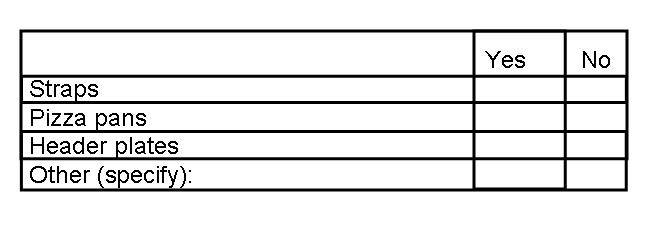 Yes No
Straps
Pizza pans
Header plates
Other (specify):